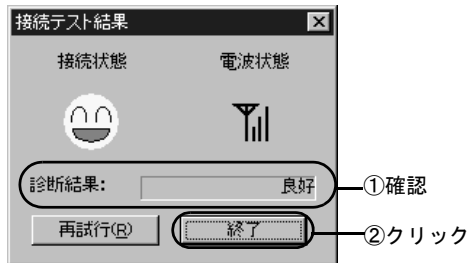 接続テスト結果
接続状態 電波状態
診断結果: 良好 ①確認
再試行(R) 終了 ②クリック